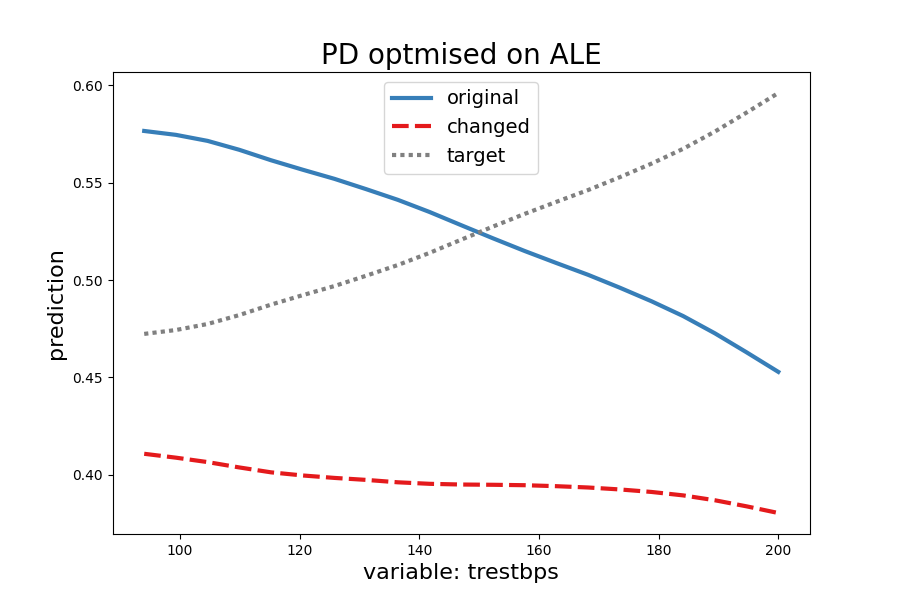 PD optmised on ALE
original
changed
target
prediction
0.60
0.55
0.50
0.45
0.40
100 120 140 160 180 200
variable: trestbps